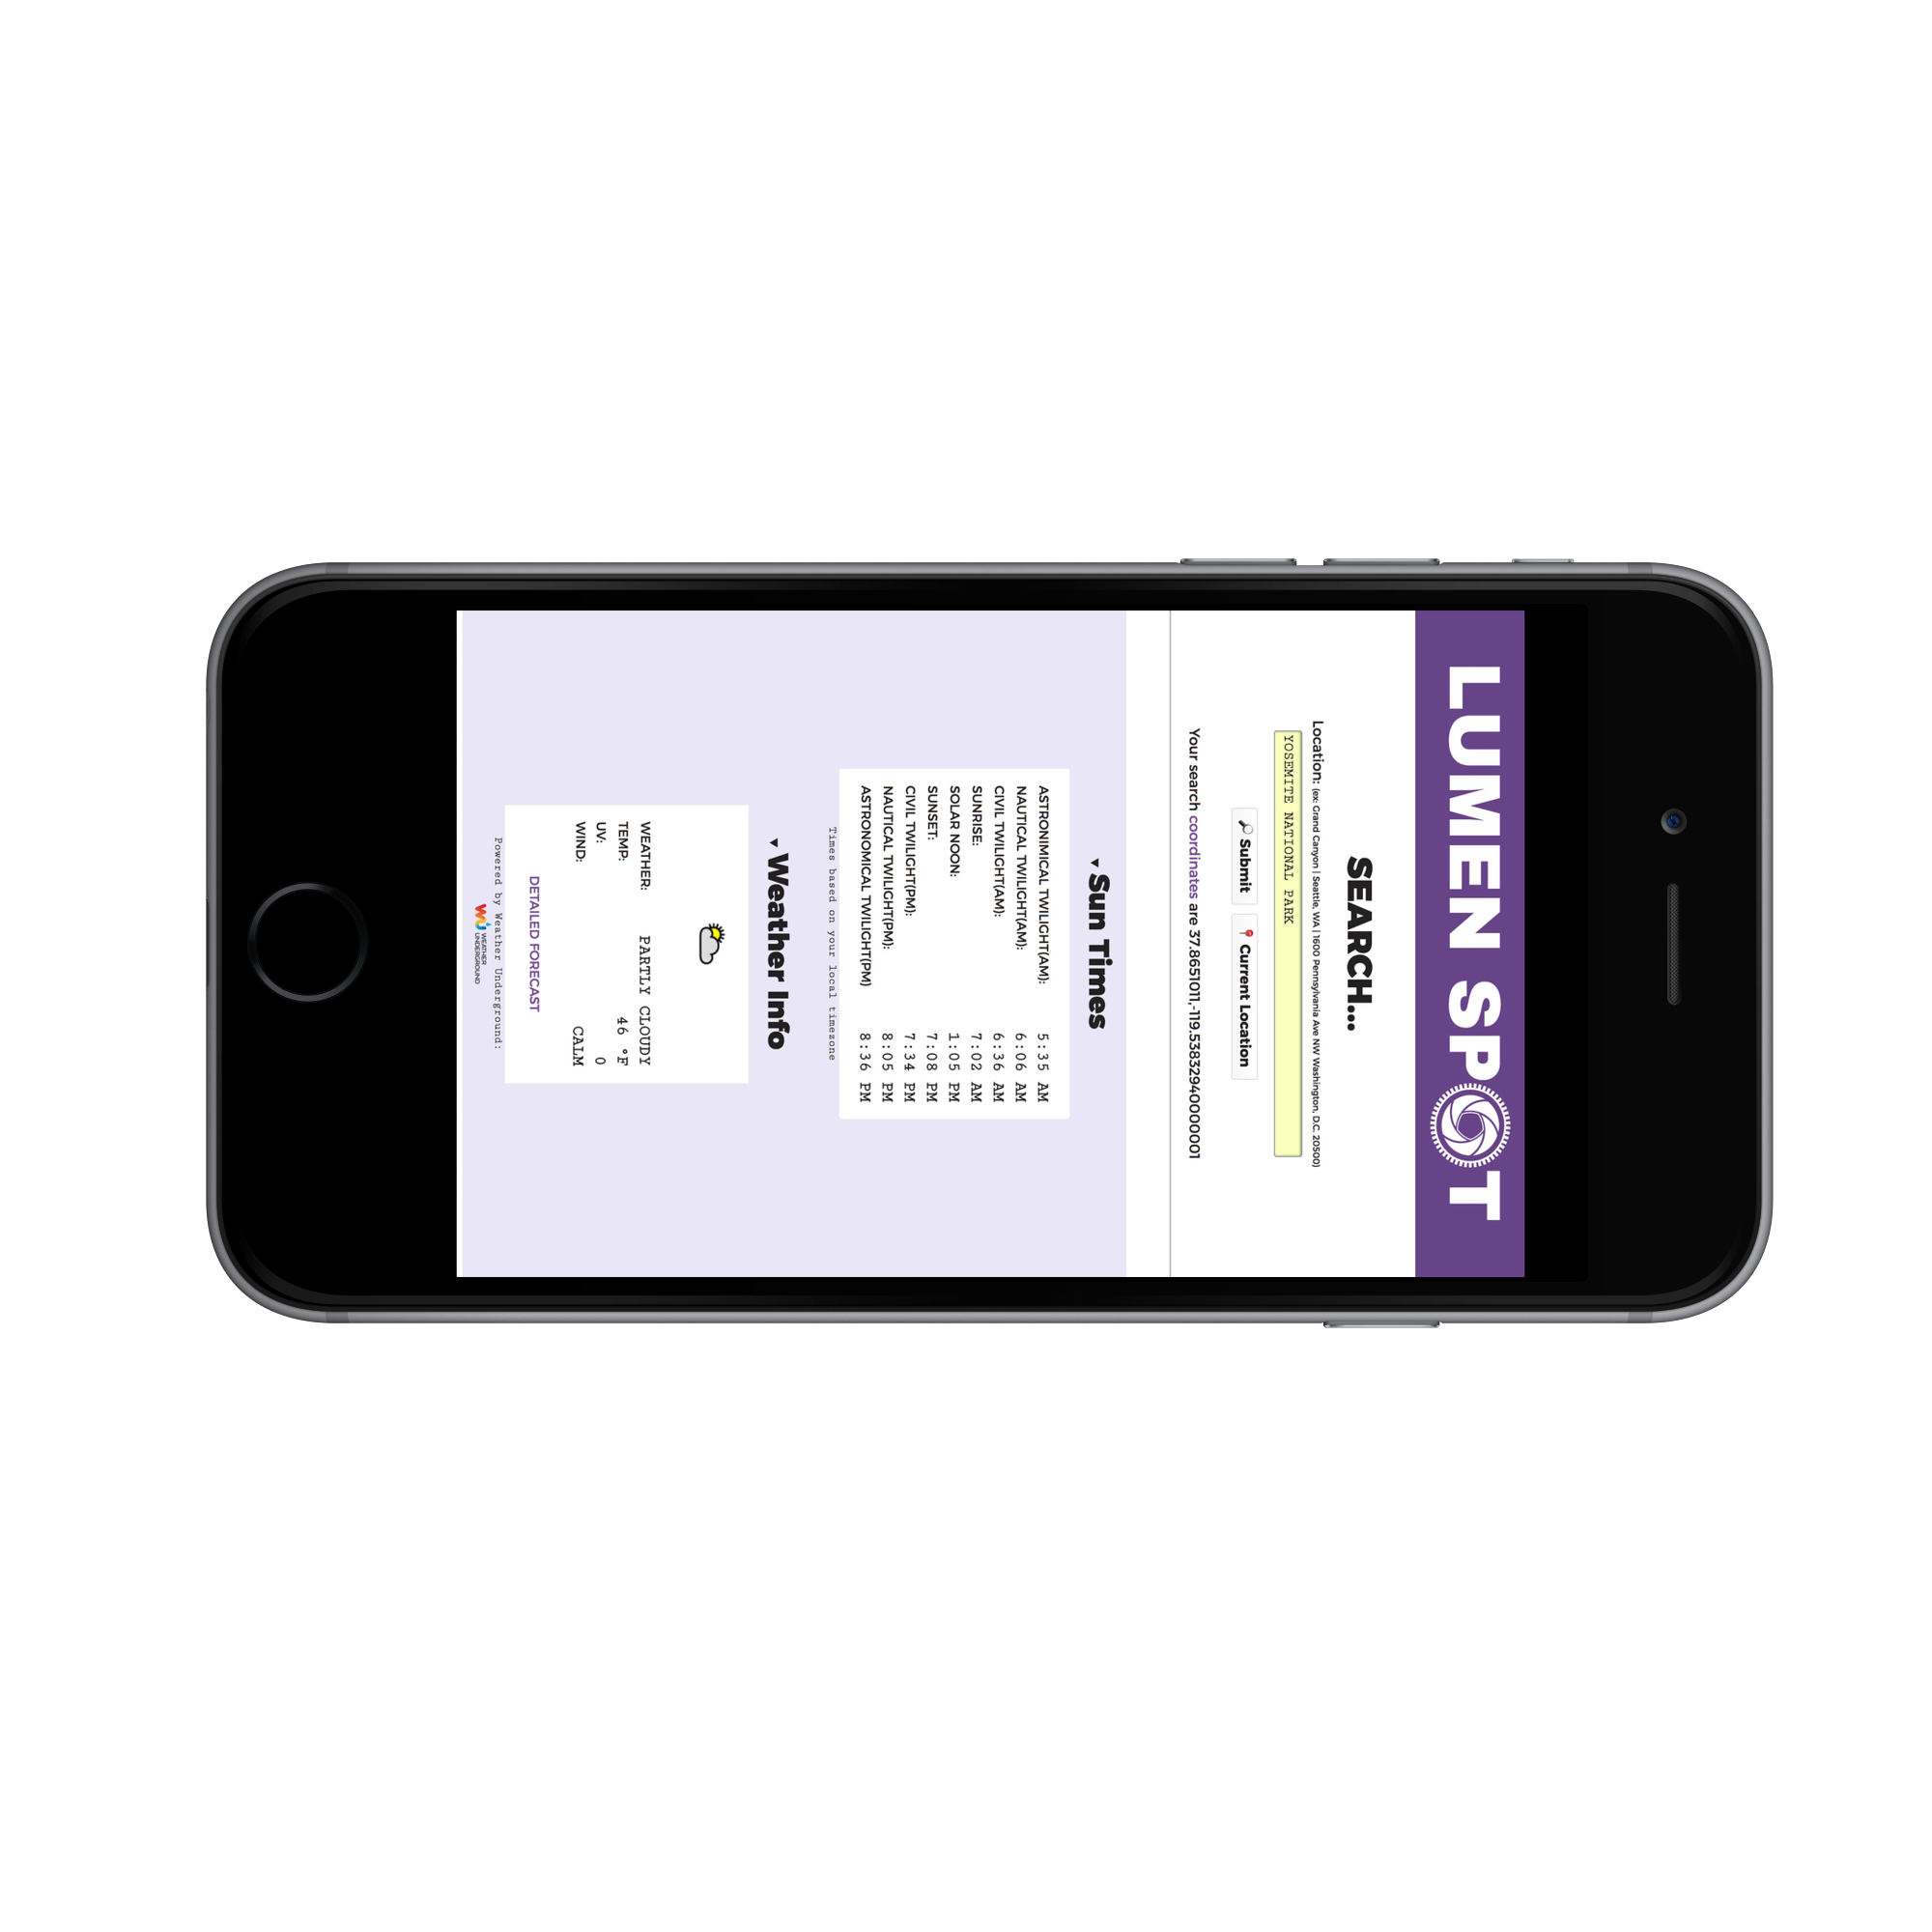 LUMEN SPOT
SEARCH...
Location: (ex: Grand Canyon | Seattle, WA | 1600 Pennsylvania Ave NW Washington, D.C. 20500)
YOSEMITE NATIONAL PARK
Submit
Current Location
Your search coordinates are 37.8651011,-119.53832940000001
Sun Times
ASTRONIMICAL TWILIGHT(AM): 5:35 AM
NAUTICAL TWILIGHT(AM): 6:06 AM
CIVIL TWILIGHT(AM): 6:36 AM
SUNRISE: 7:02 AM
SOLAR NOON: 1:05 PM
SUNSET: 7:08 PM
CIVIL TWILIGHT(PM): 7:34 PM
NAUTICAL TWILIGHT(PM): 8:05 PM
ASTRONOMICAL TWILIGHT(PM) 8:36 PM
Times based on your local timezone
Weather Info
WEATHER: PARTLY CLOUDY
TEMP: 46 °F
UV: 0
WIND: CALM
DETAILED FORECAST
Powered by Weather Underground:
wu WEATHER
UNDERGROUND